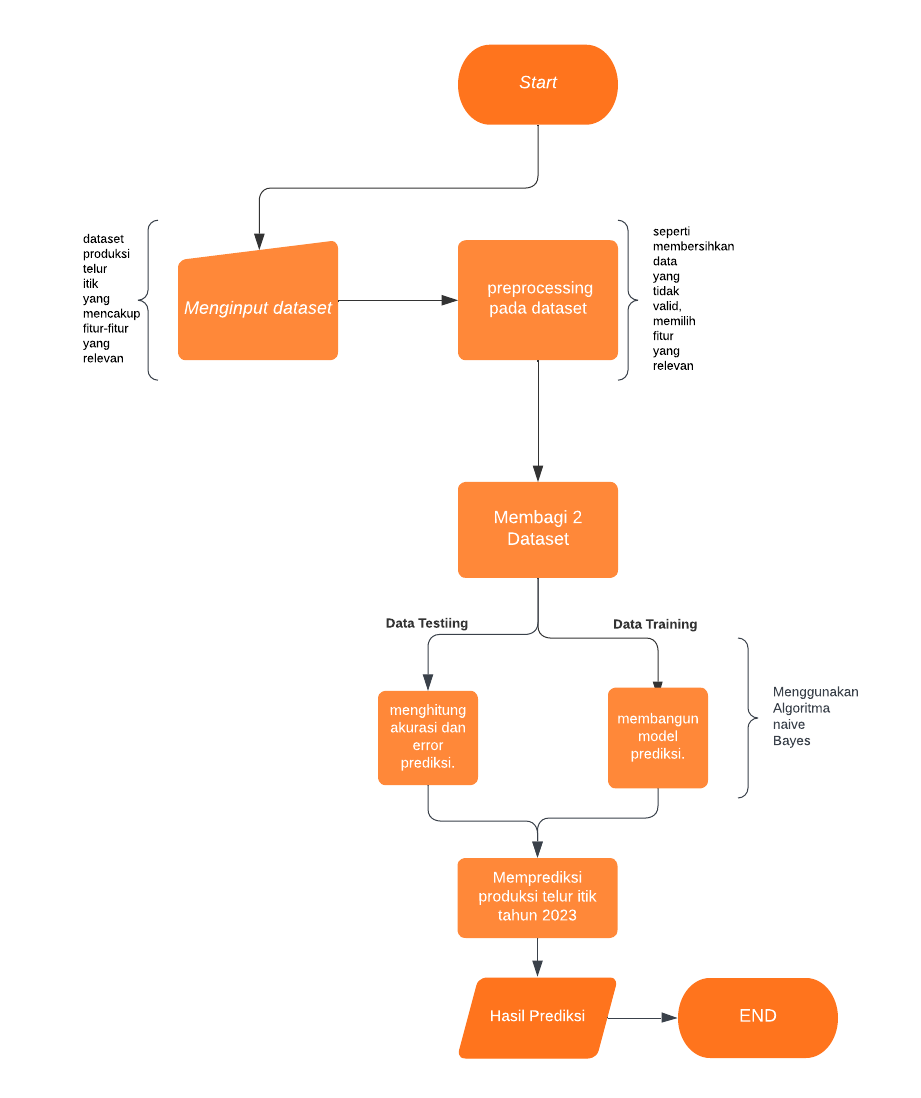 Start
dataset
produksi
telur
itik
yang
mencakup
fitur-fitur
yang
relevan
Menginput dataset
preprocessing
pada dataset
seperti
membersihkan
data
yang
tidak
valid,
memilih
fitur
yang
relevan
Membagi 2
Dataset
Data Testiing
Data Training
menghitung
akurasi dan
error
prediksi.
membangun
model
prediksi.
Menggunakan
Algoritma
naive
Bayes
Memprediksi
produksi telur itik
tahun 2023
Hasil Prediksi
END